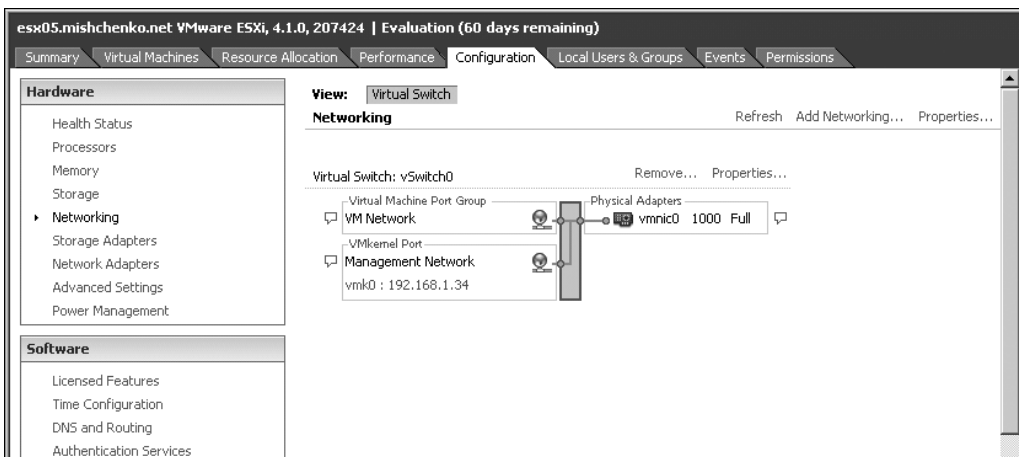 esx05.mishchenko.net VMware ESXi, 4.1.0, 207424 | Evaluation (60 days remaining)
Summary Virtual Machines Resource Allocation Performance Configuration Local Users & Groups Events Permissions
Hardware
Health Status
Processors
Memory
Storage
Networking
Storage Adapters
Network Adapters
Advanced Settings
Power Management
Software
Licensed Features
Time Configuration
DNS and Routing
Authentication Services
View: Virtual Switch
Networking
Refresh Add Networking... Properties...
Virtual Switch: vSwitch0 Remove... Properties...
Virtual Machine Port Group
VM Network
Physical Adapters
vmnic0 1000 Full
VMkernel Port
Management Network
vmk0 : 192.168.1.34